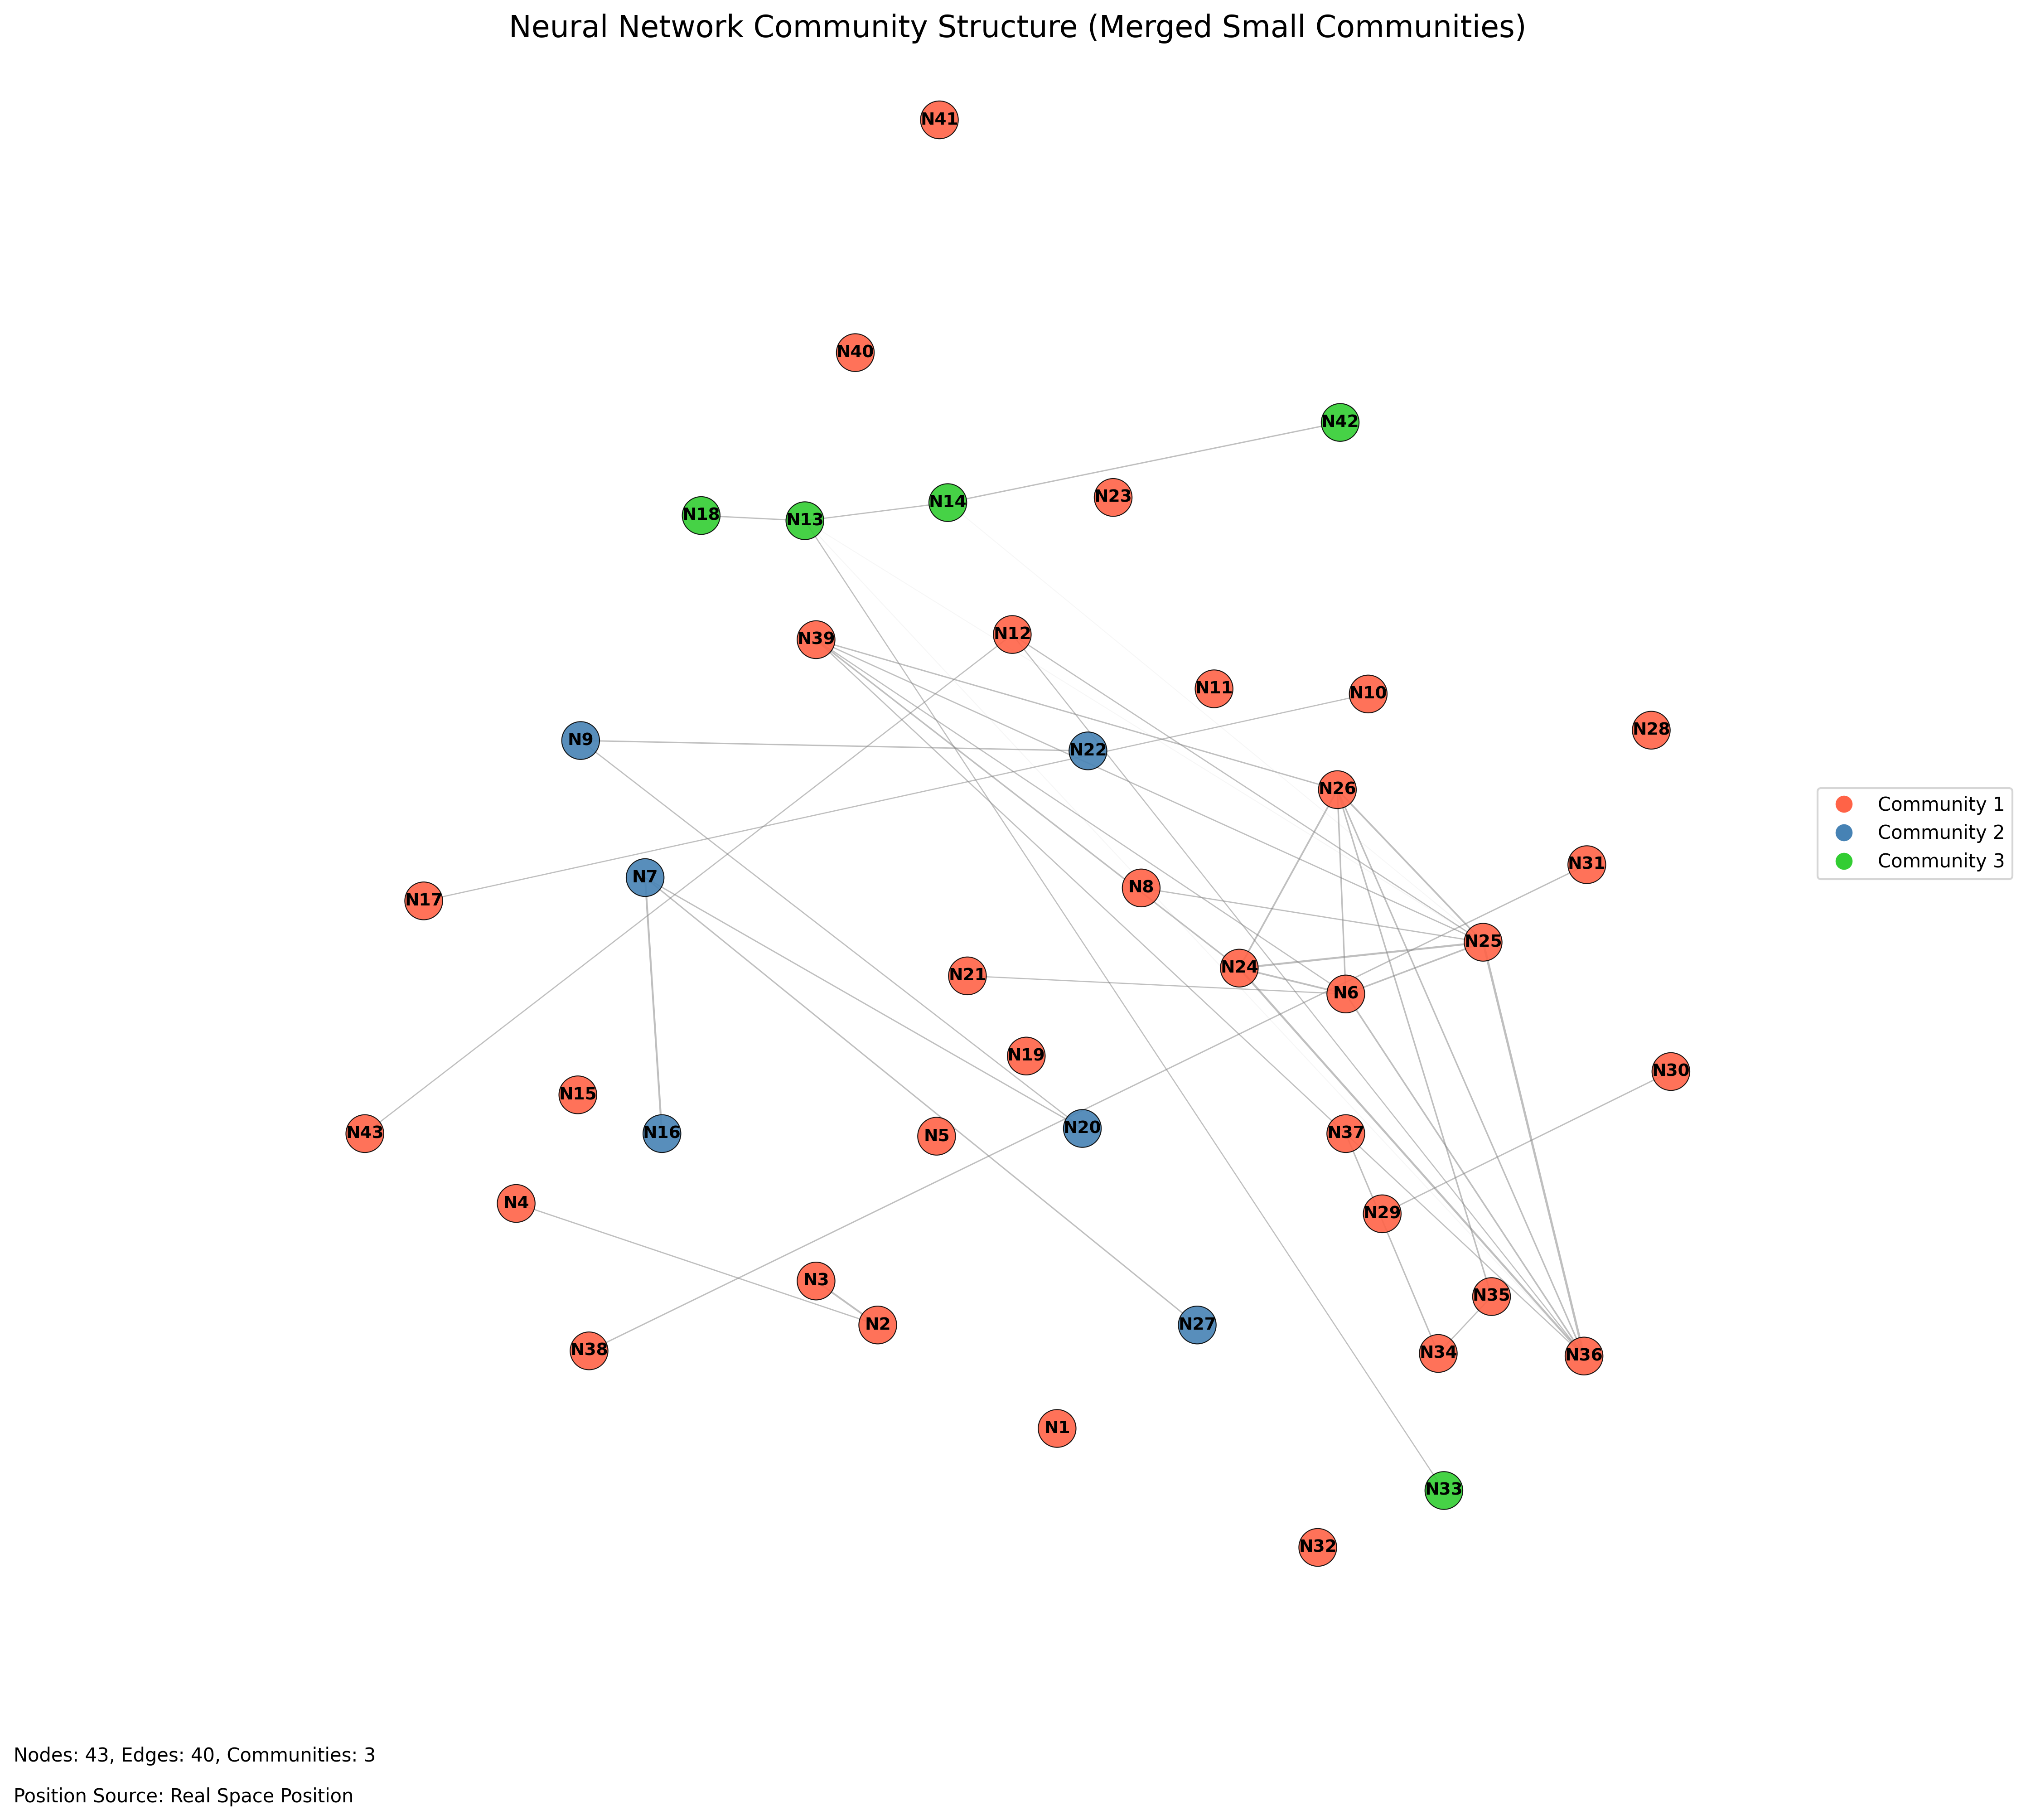 Neural Network Community Structure (Merged Small Communities)
N41
N40
N42
N23
N14
N18
N13
N12
N39
N11
N10
N28
N9
N22
N26
N31
N7
N8
N17
N25
N24
N21
N6
N19
N30
N15
N20
N43
N16
N37
N5
N4
N29
N3
N35
N2
N27
N38
N34
N36
N1
N33
N32
Community 1
Community 2
Community 3
Nodes: 43, Edges: 40, Communities: 3
Position Source: Real Space Position